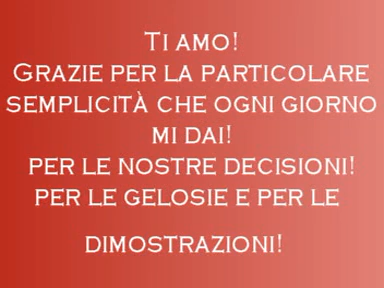 TI AMO!
GRAZIE PER LA PARTICOLARE
SEMPLICITÀ CHE OGNI GIORNO
MI DAI!
PER LE NOSTRE DECISIONI!
PER LE GELOSIE E PER LE
DIMOSTRAZIONI!